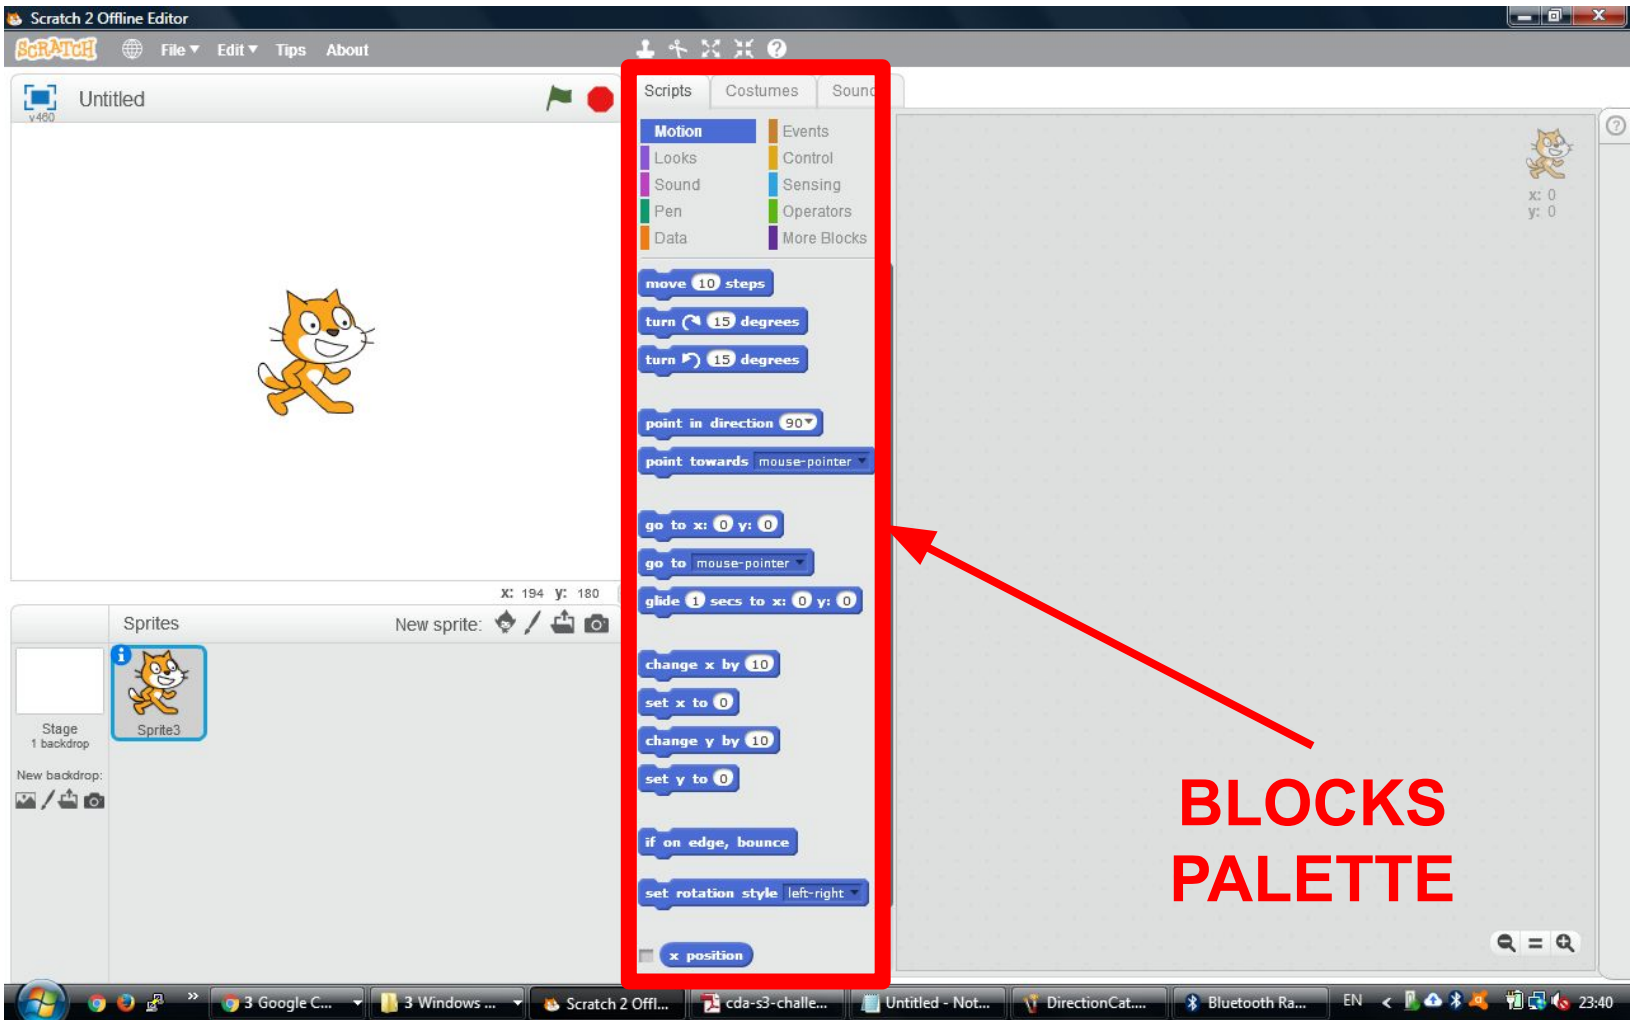 Scratch 2 Offline Editor
SCRATCH File Edit Tips About
Untitled
v460
Scripts Costumes Sound
Motion Events
Looks Control
Sound Sensing
Pen Operators
Data More Blocks
x: 0
y: 0
move 10 steps
turn 15 degrees
turn 15 degrees
point in direction 90
point towards mouse-pointer
go to x: 0 y: 0
go to mouse-pointer
glide 1 secs to x: 0 y: 0
change x by 10
set x to 0
change y by 10
set y to 0
if on edge, bounce
set rotation style left-right
x position
X: 194 y: 180
Sprites New sprite:
Sprite3
Stage
1 backdrop
New backdrop:
BLOCKS
PALETTE
3 Google C... 3 Windows ... Scratch 2 Offl... cda-s3-challe... Untitled - Not... DirectionCat.... Bluetooth Ra... EN 23:40